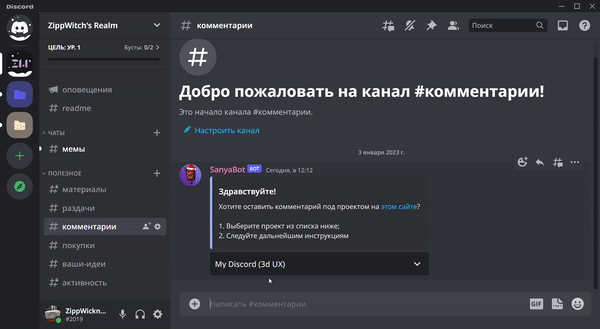 Discord
ZippWitch's Realm
ЦЕЛЬ: УР. 1
Бусты: 0/2 >
оповещения
readme
ЧАТЫ
мемы
ПОЛЕЗНОЕ
материалы
раздачи
комментарии
покупки
ваши-идеи
активность
ZippWickn...
#2019
комментарии
Поиск
Добро пожаловать на канал #комментарии!
Это начало канала #комментарии.
Настроить канал
3 января 2023 г.
SanyaBot БОТ Сегодня, в 12:12
Здравствуйте!
Хотите оставить комментарий под проектом на этом сайте?
1. Выберите проект из списка ниже;
2. Следуйте дальнейшим инструкциям
My Discord (3d UX)
Написать #комментарии
GIF